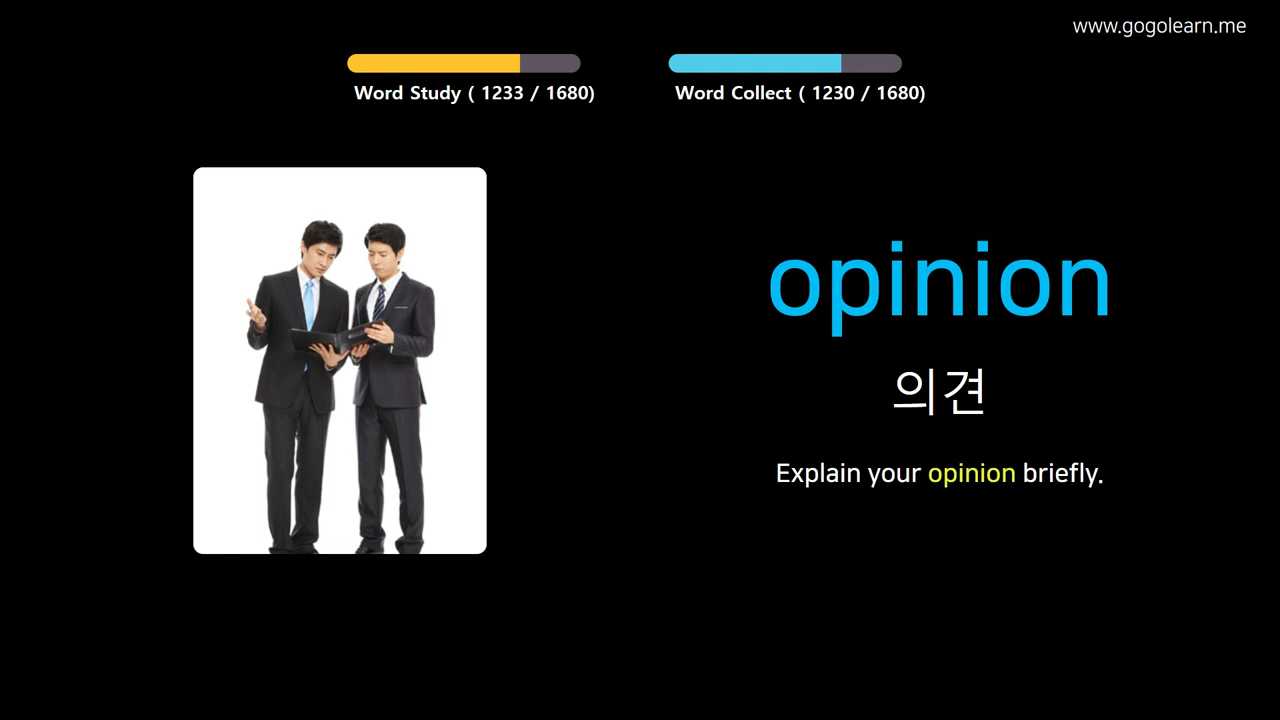 www.gogolearn.me
Word Study ( 1233 / 1680)
Word Collect ( 1230 / 1680)
opinion
의견
Explain your opinion briefly.